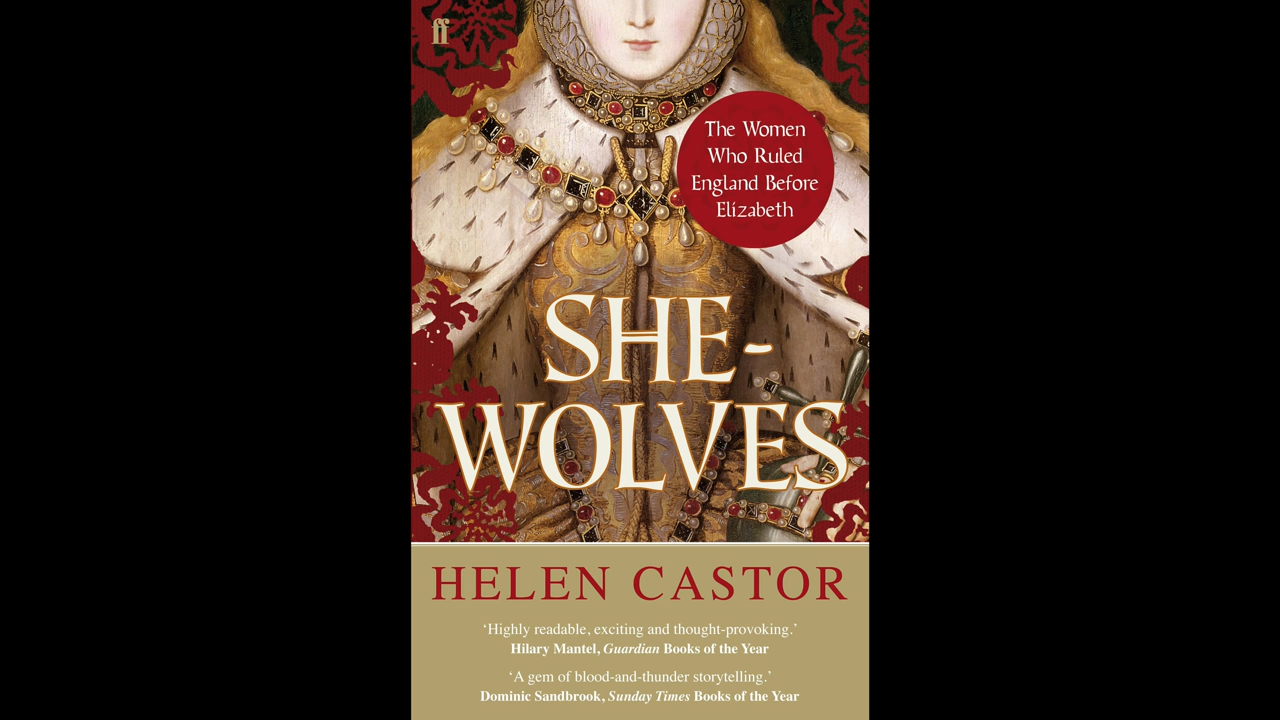 ff
The Women
Who Ruled
England Before
Elizabeth
SHE-
WOLVES
HELEN CASTOR
‘Highly readable, exciting and thought-provoking.’
Hilary Mantel, Guardian Books of the Year
‘A gem of blood-and-thunder storytelling.’
Dominic Sandbrook, Sunday Times Books of the Year